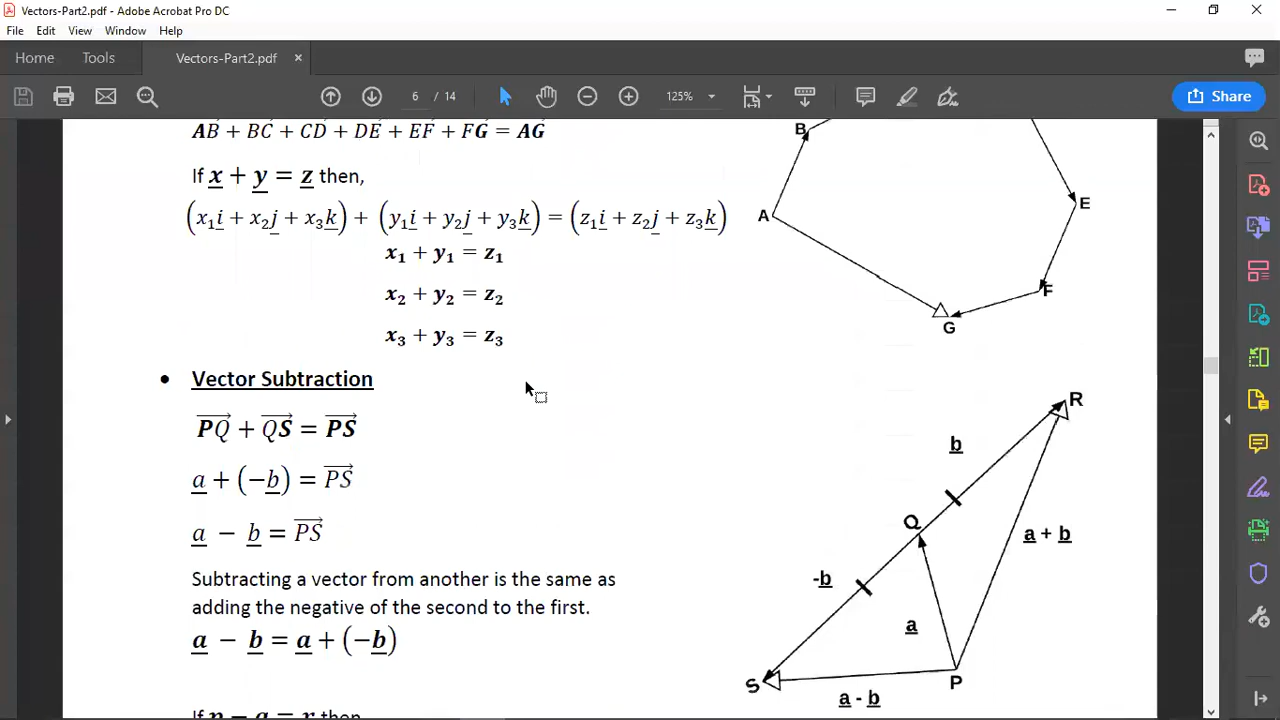 Vectors-Part2.pdf - Adobe Acrobat Pro DC
File Edit View Window Help
Home Tools Vectors-Part2.pdf ×
6 / 14 125% Share
AB + BC + CD + DE + EF + FG = AG
If x + y = z then,
(x₁i + x₂j + x₃k) + (y₁i + y₂j + y₃k) = (z₁i + z₂j + z₃k)
x₁ + y₁ = z₁
x₂ + y₂ = z₂
x₃ + y₃ = z₃
B
A
E
F
G
• Vector Subtraction
PQ + QS = PS
a + (−b) = PS
a − b = PS
Subtracting a vector from another is the same as
adding the negative of the second to the first.
a − b = a + (−b)
If p − q = r then
R
b
Q
a + b
-b
a
S
P
a - b